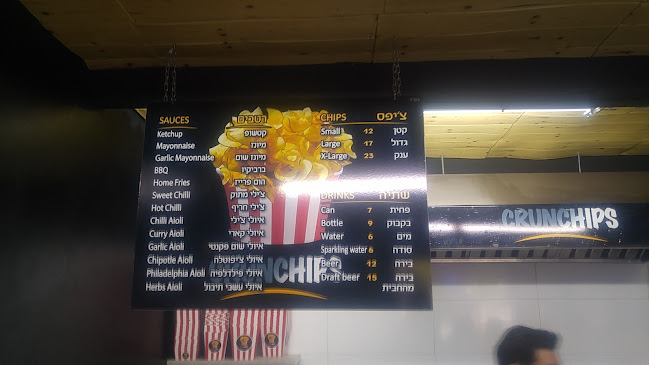 SAUCES רטבים
Ketchup קטשופ
Mayonnaise מיונז
Garlic Mayonnaise מיונז שום
BBQ ברביקיו
Home Fries הום פרייז
Sweet Chilli צ'ילי מתוק
Hot Chilli צ'ילי חריף
Chilli Aioli איולי צ'ילי
Curry Aioli איולי קארי
Garlic Aioli איולי שום פקנטי
Chipotle Aioli איולי ציפוטלה
Philadelphia Aioli איולי פילדלפיה
Herbs Aioli איולי עשבי תיבול
CHIPS צ'יפס
Small 12 קטן
Large 17 גדול
X-Large 23 ענק
DRINKS שתיה
Can 7 פחית
Bottle 9 בקבוק
Water 6 מים
Sparkling water 6 סודה
Beer 12 בירה
Draft beer 15 בירה
מהחבית
CRUNCHIPS